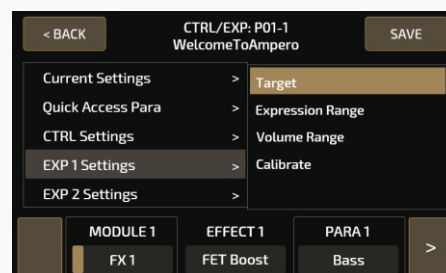 < BACK
CTRL/EXP: P01-1
WelcomeToAmpero
SAVE
Current Settings >
Quick Access Para >
CTRL Settings >
EXP 1 Settings >
EXP 2 Settings >
Target
Expression Range
Volume Range
Calibrate
MODULE 1
EFFECT 1
PARA 1
FX 1
FET Boost
Bass
>